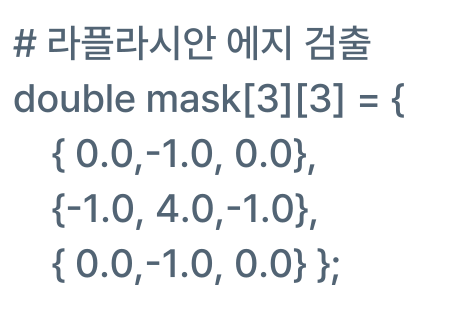 # 라플라시안 에지 검출
double mask[3][3] = {
{ 0.0,-1.0, 0.0},
{-1.0, 4.0,-1.0},
{ 0.0,-1.0, 0.0} };